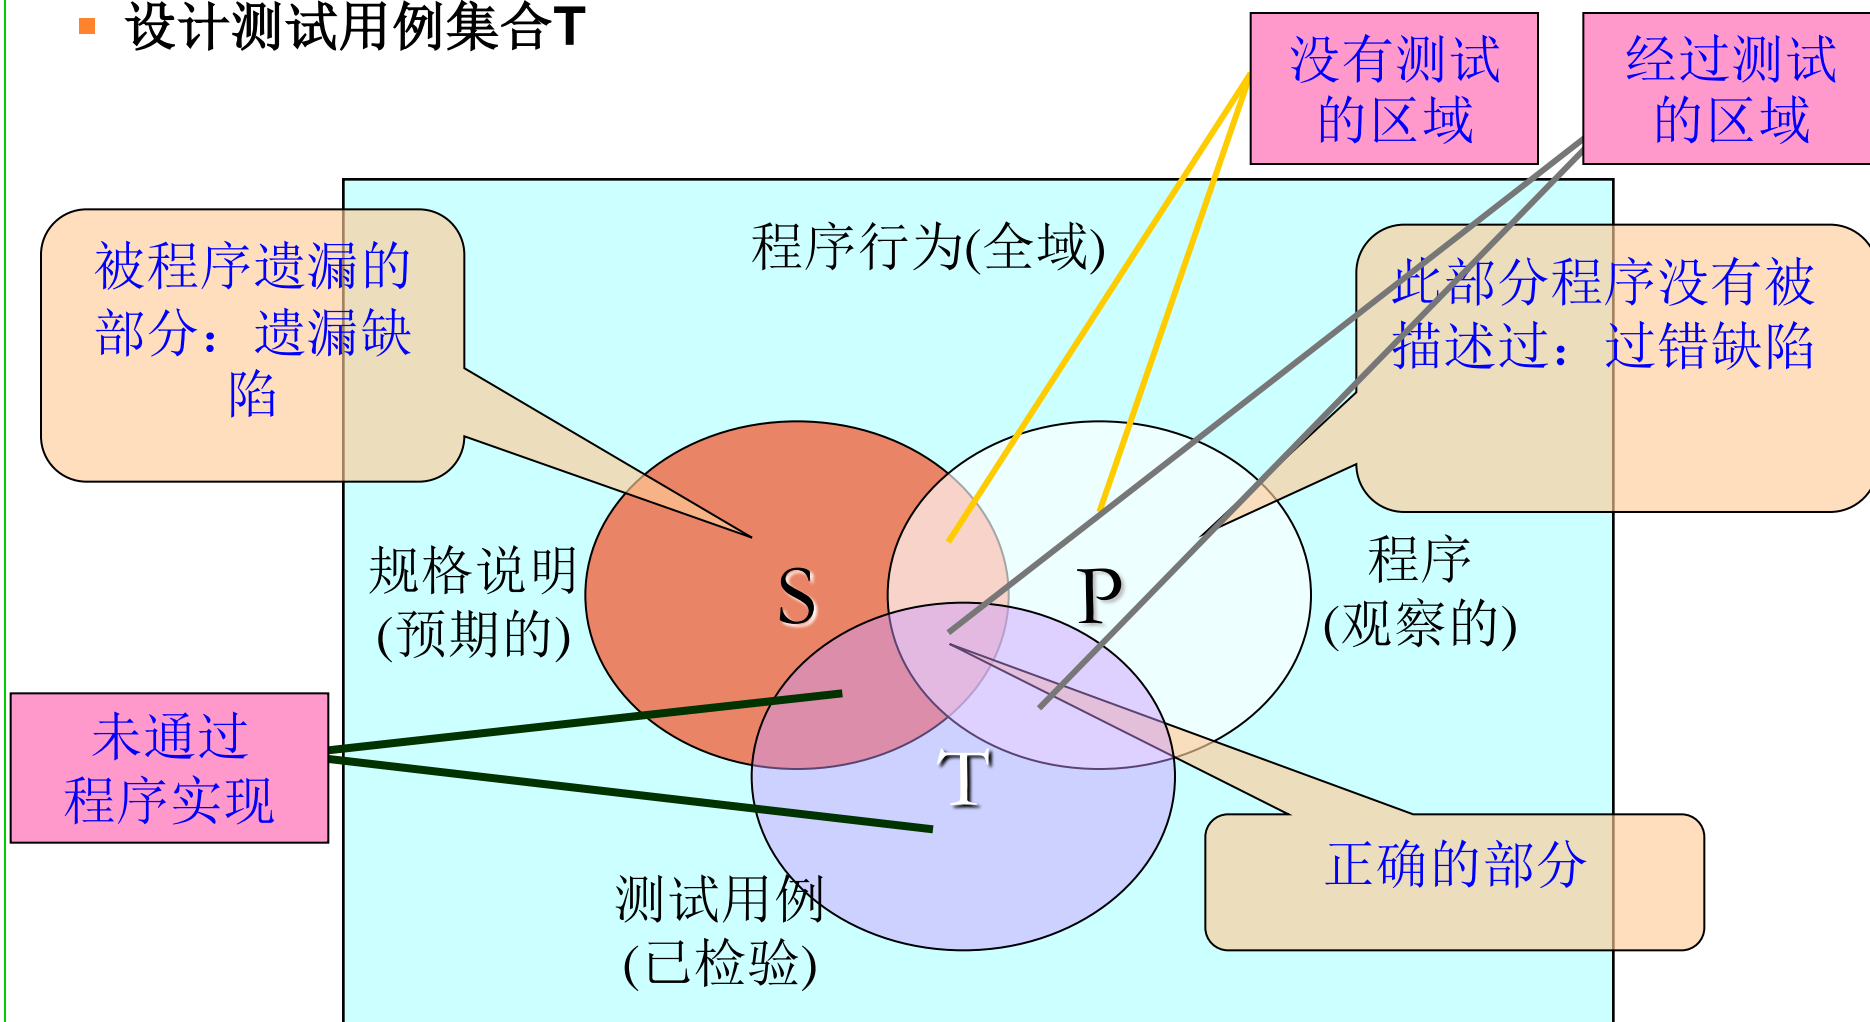 设计测试用例集合T
没有测试
的区域
经过测试
的区域
程序行为(全域)
被程序遗漏的
部分：遗漏缺
陷
此部分程序没有被
描述过：过错缺陷
规格说明
(预期的)
S
P
程序
(观察的)
未通过
程序实现
T
正确的部分
测试用例
(已检验)